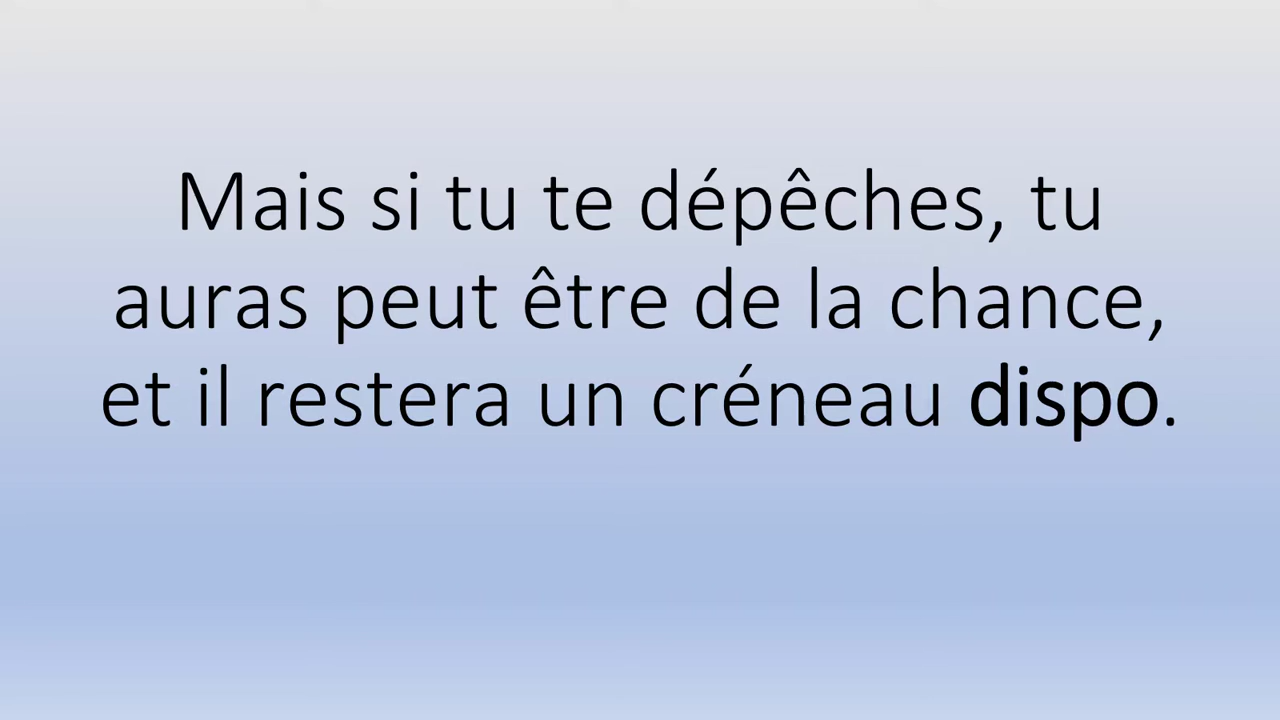 Mais si tu te dépêches, tu
auras peut être de la chance,
et il restera un créneau dispo.